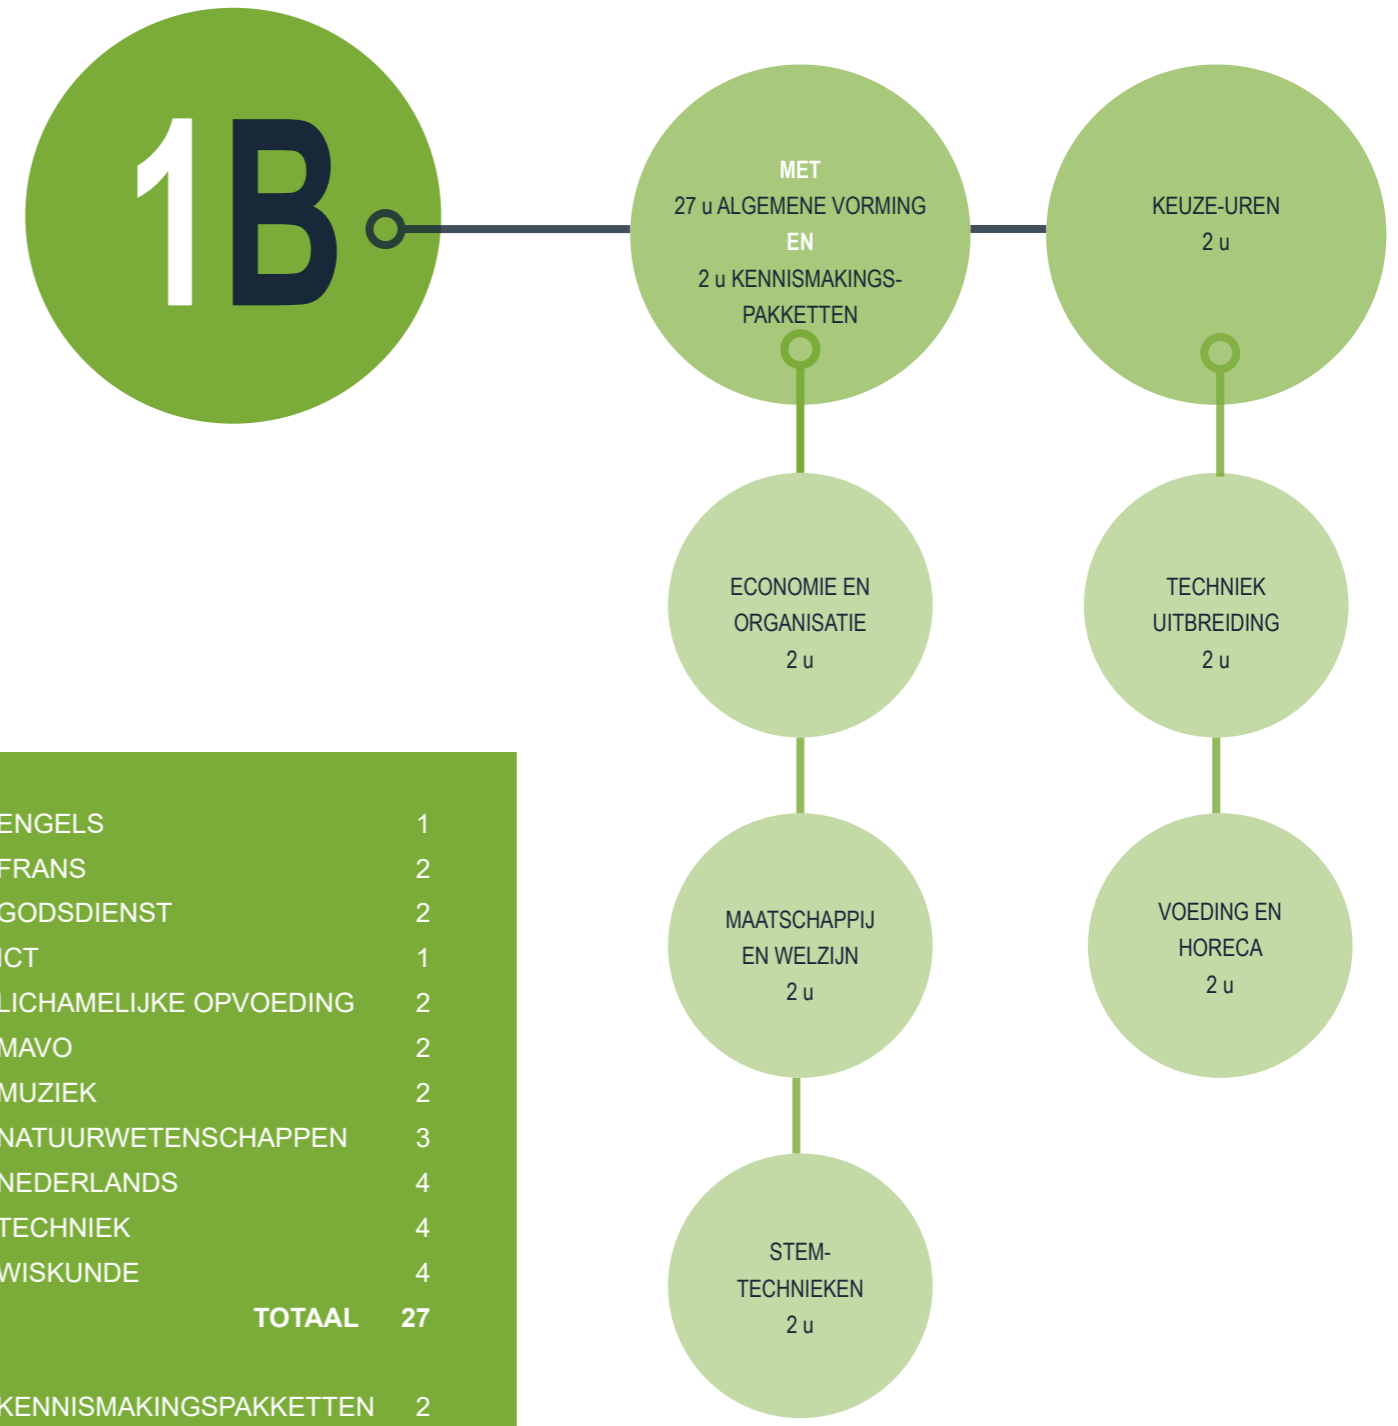 1B
MET
27 u ALGEMENE VORMING
EN
2 u KENNISMAKINGS-
PAKKETTEN
KEUZE-UREN
2 u
ECONOMIE EN
ORGANISATIE
2 u
MAATSCHAPPIJ
EN WELZIJN
2 u
STEM-
TECHNIEKEN
2 u
TECHNIEK
UITBREIDING
2 u
VOEDING EN
HORECA
2 u
ENGELS 1
FRANS 2
GODSDIENST 2
ICT 1
LICHAMELIJKE OPVOEDING 2
MAVO 2
MUZIEK 2
NATUURWETENSCHAPPEN 3
NEDERLANDS 4
TECHNIEK 4
WISKUNDE 4
TOTAAL 27
KENNISMAKINGSPAKKETTEN 2